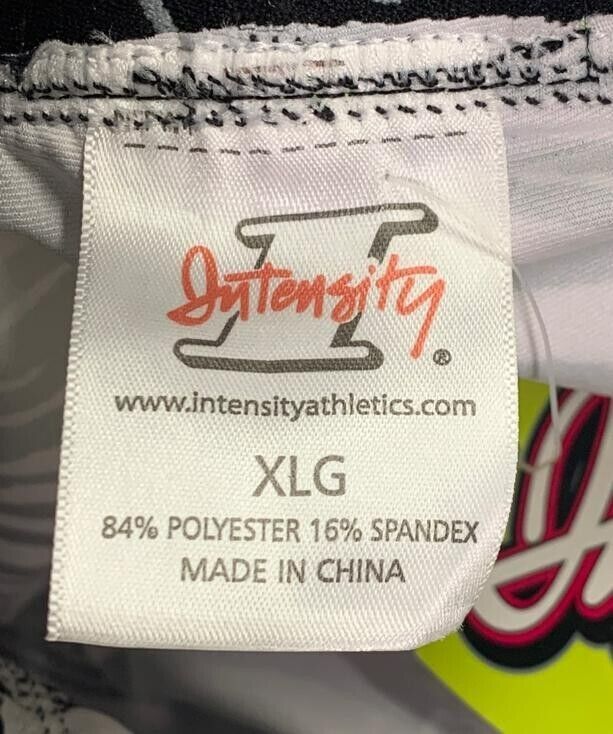 Intensity
®
www.intensityathletics.com
XLG
84% POLYESTER 16% SPANDEX
MADE IN CHINA